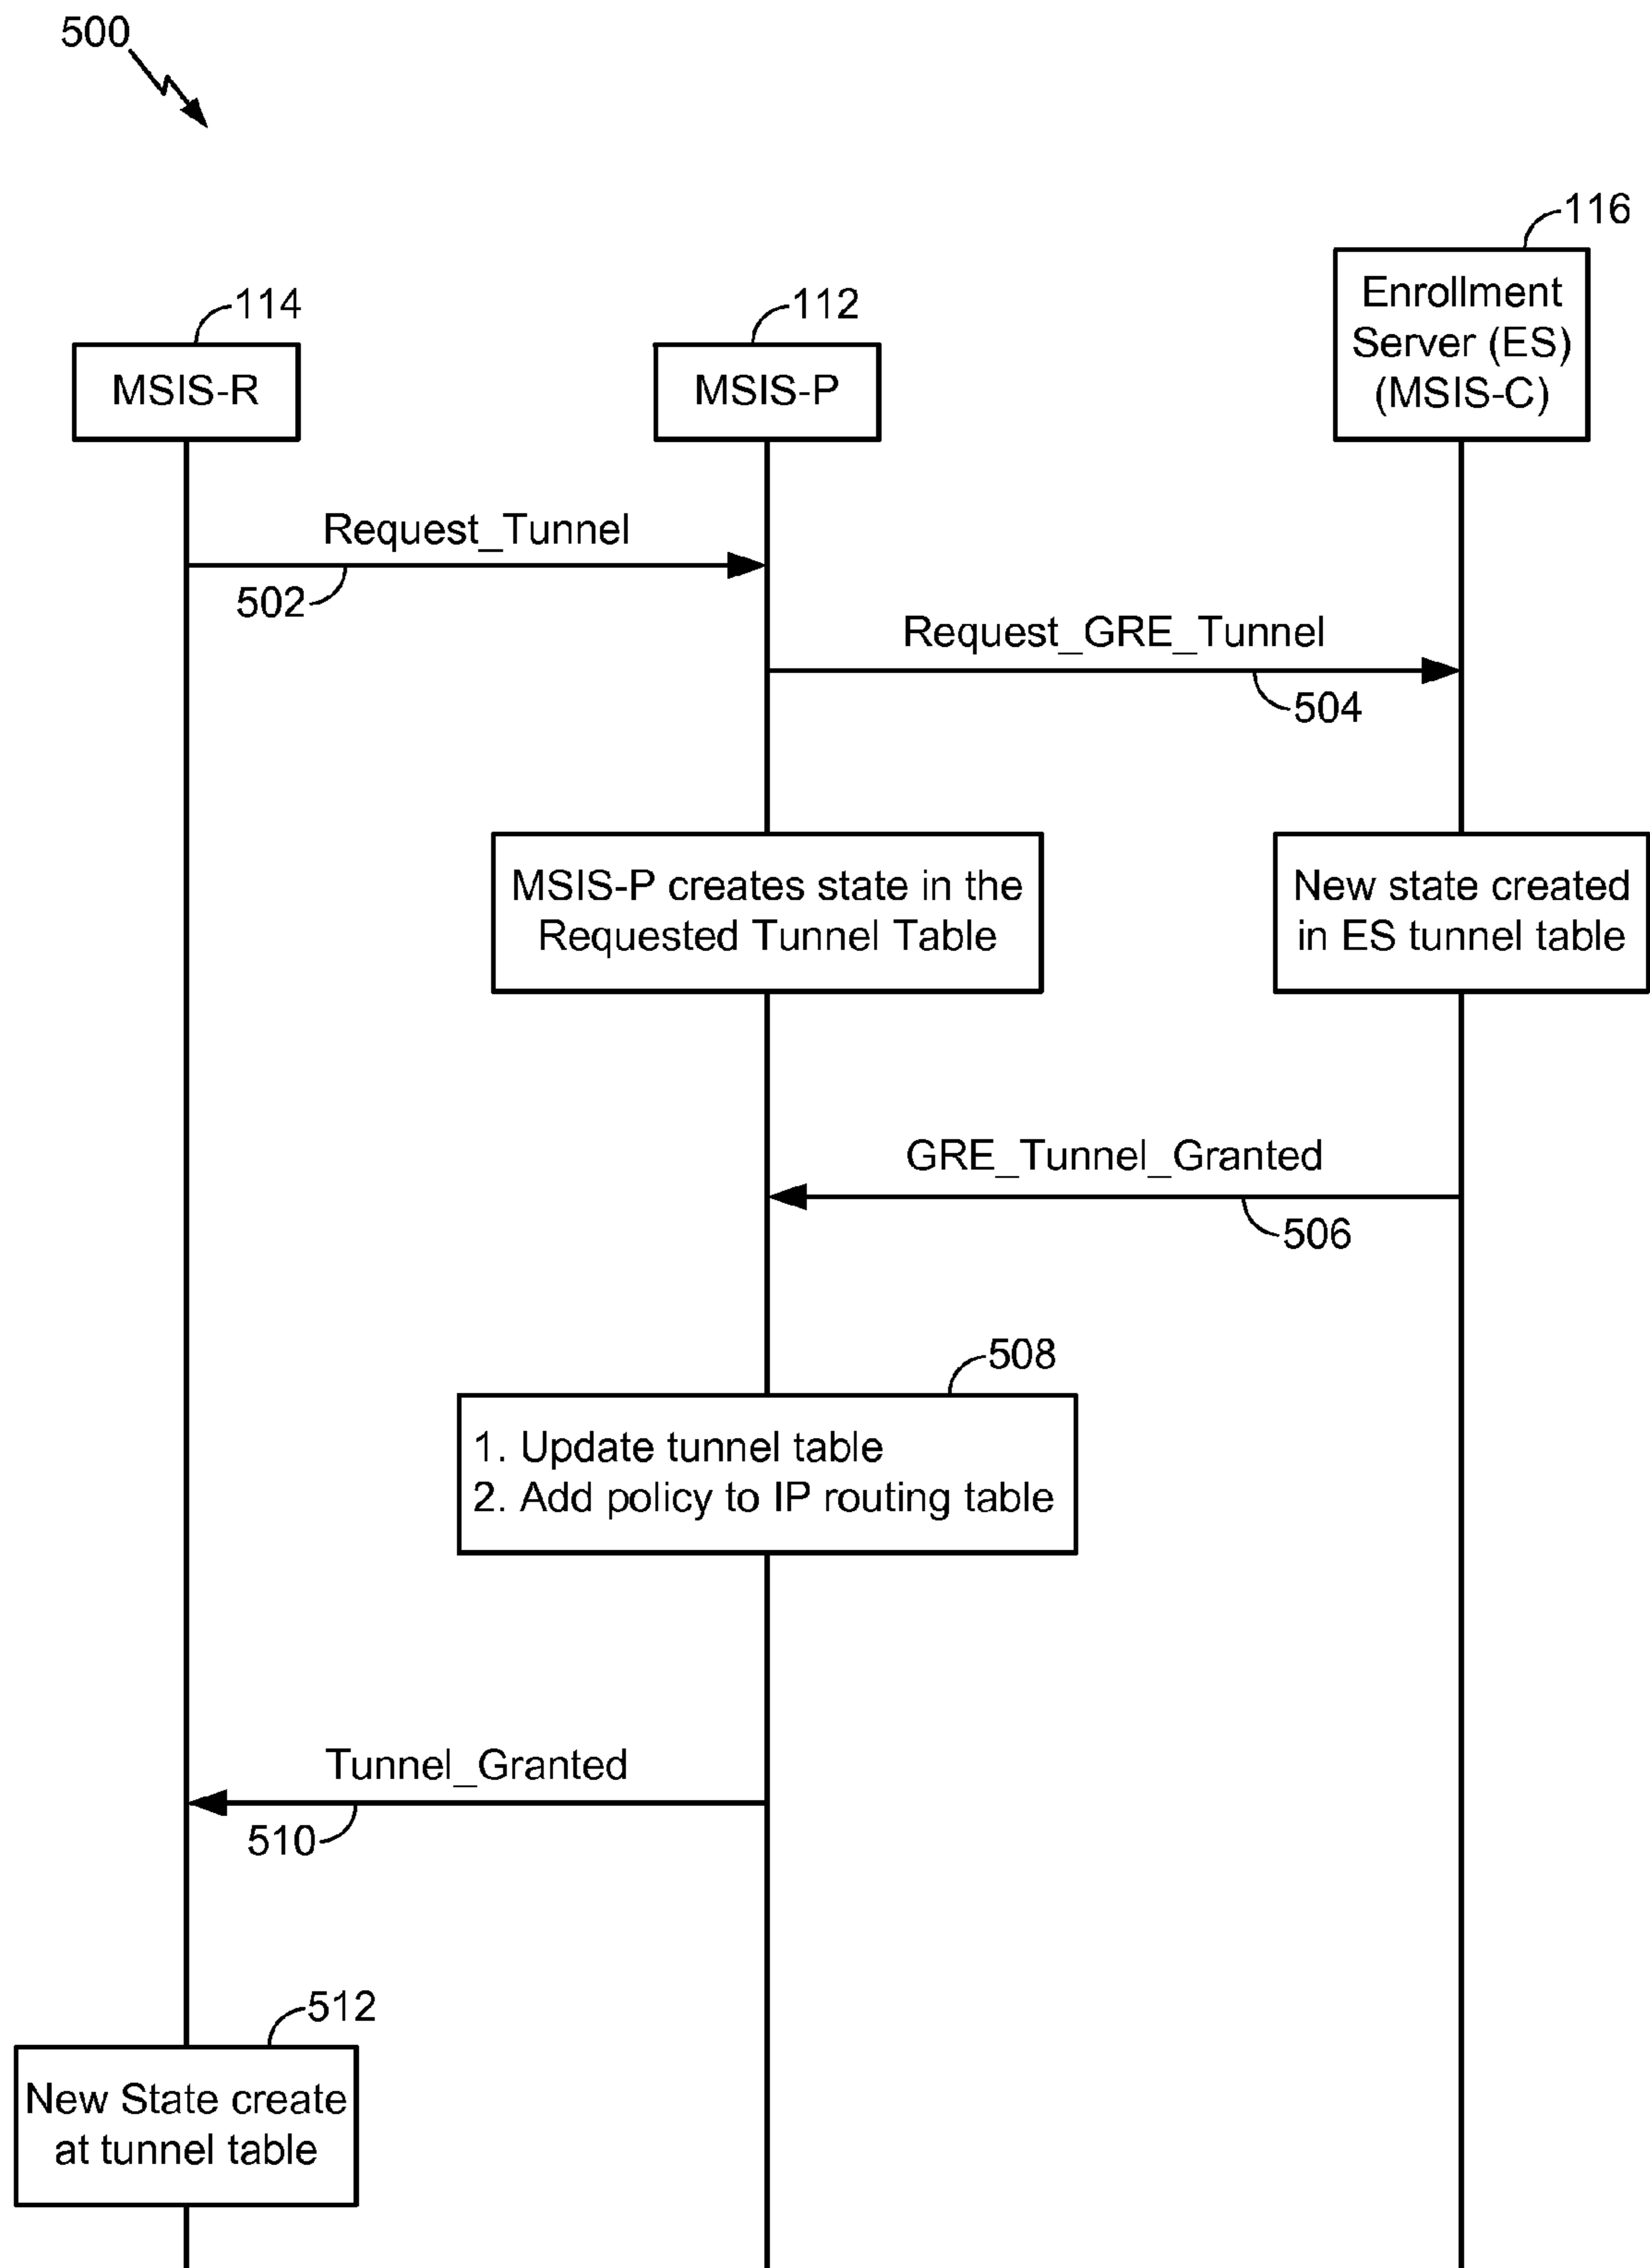 500
116
Enrollment
Server (ES)
(MSIS-C)
114
MSIS-R
112
MSIS-P
Request_Tunnel
502
Request_GRE_Tunnel
504
MSIS-P creates state in the
Requested Tunnel Table
New state created
in ES tunnel table
GRE_Tunnel_Granted
506
508
1. Update tunnel table
2. Add policy to IP routing table
Tunnel_Granted
510
512
New State create
at tunnel table